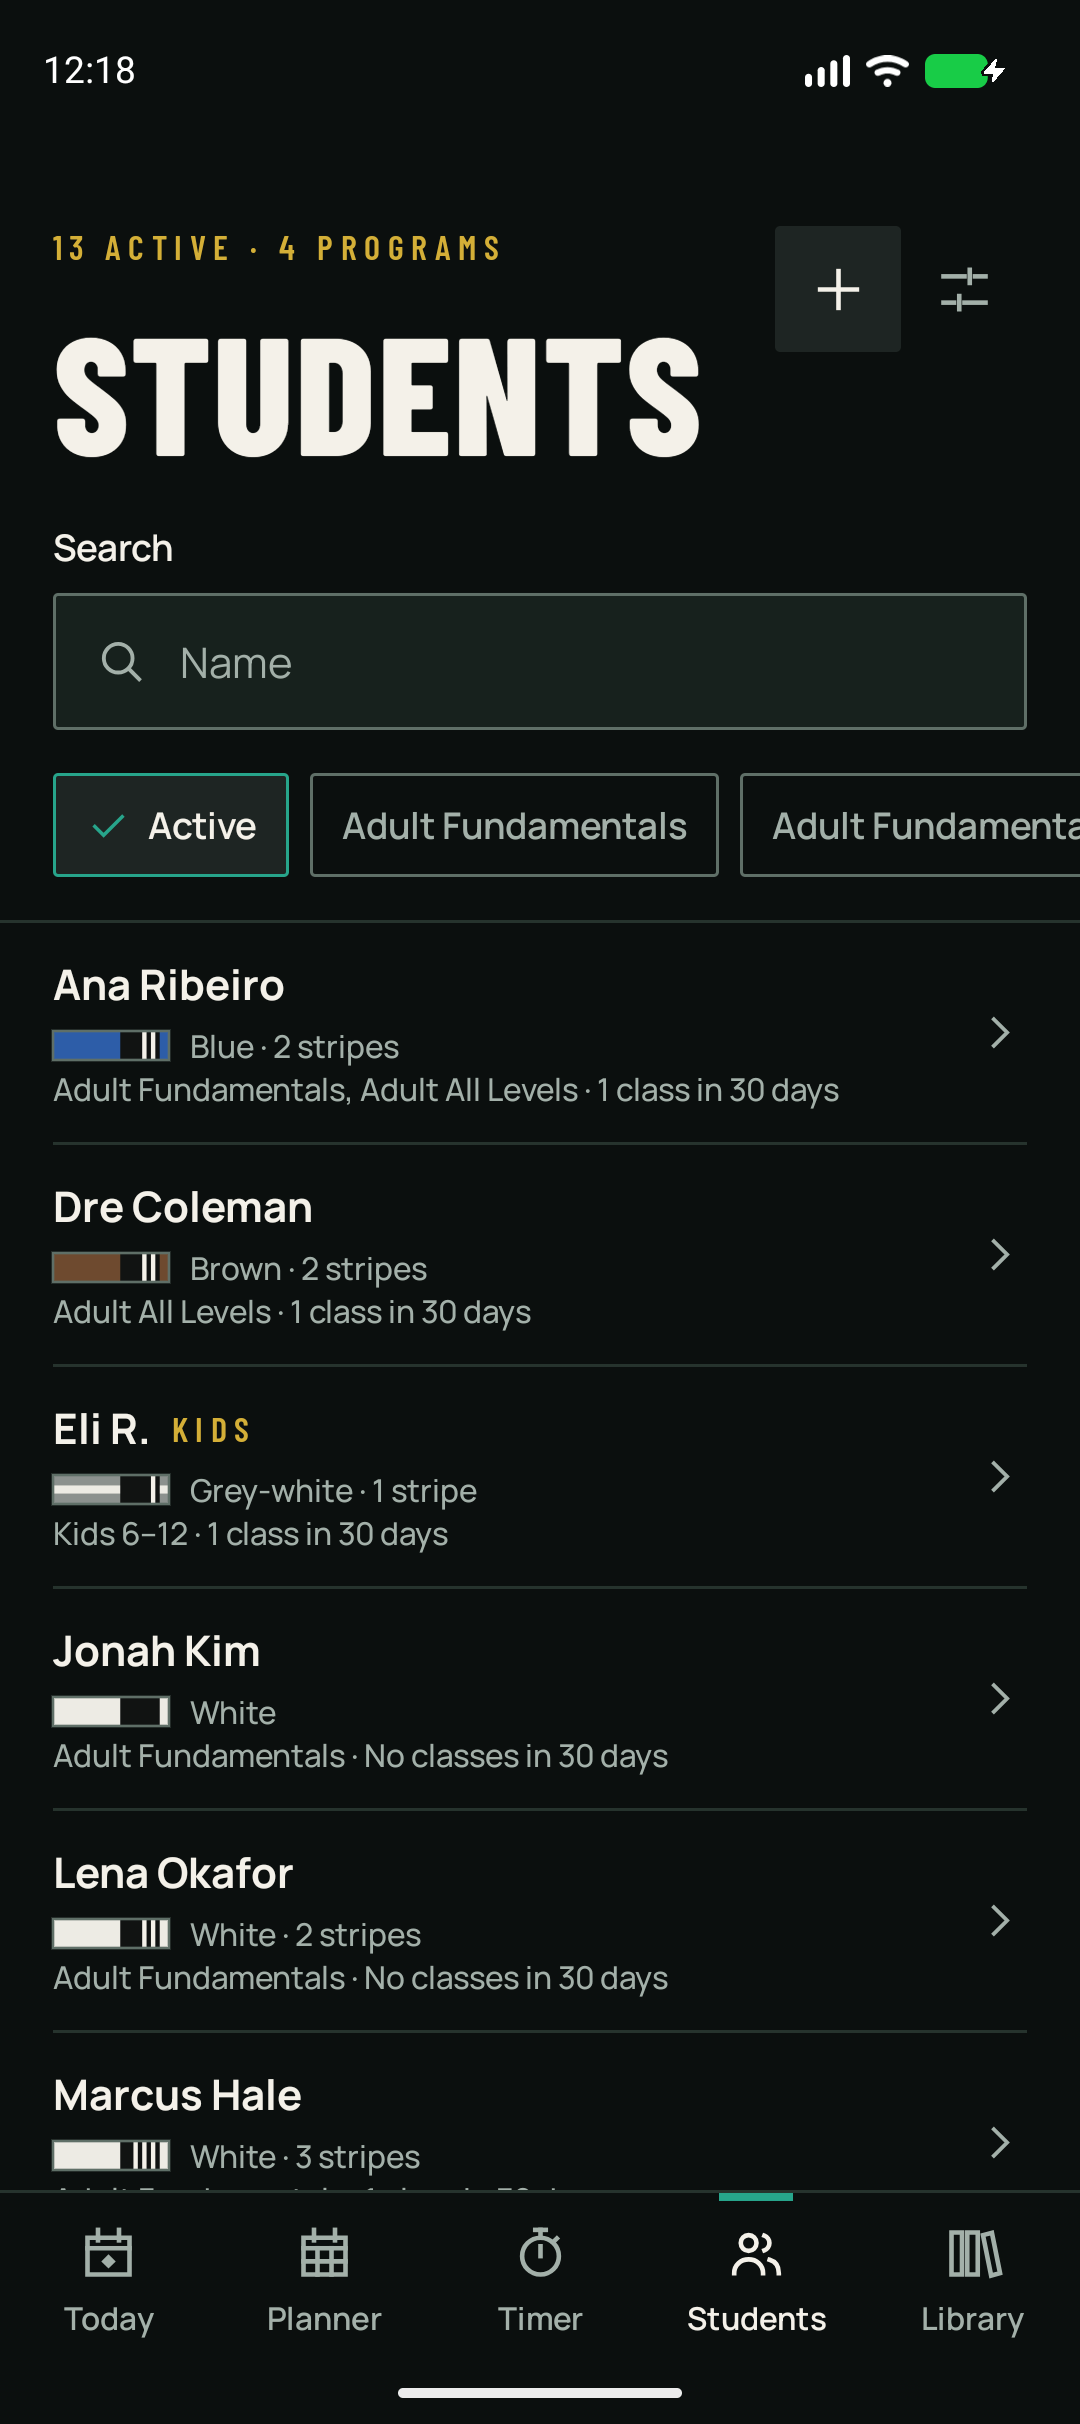 12:18
13 ACTIVE · 4 PROGRAMS
STUDENTS
Search
Name
Active
Adult Fundamentals
Adult Fundamenta
Ana Ribeiro
Blue · 2 stripes
Adult Fundamentals, Adult All Levels · 1 class in 30 days
Dre Coleman
Brown · 2 stripes
Adult All Levels · 1 class in 30 days
Eli R. KIDS
Grey-white · 1 stripe
Kids 6–12 · 1 class in 30 days
Jonah Kim
White
Adult Fundamentals · No classes in 30 days
Lena Okafor
White · 2 stripes
Adult Fundamentals · No classes in 30 days
Marcus Hale
White · 3 stripes
Today
Planner
Timer
Students
Library